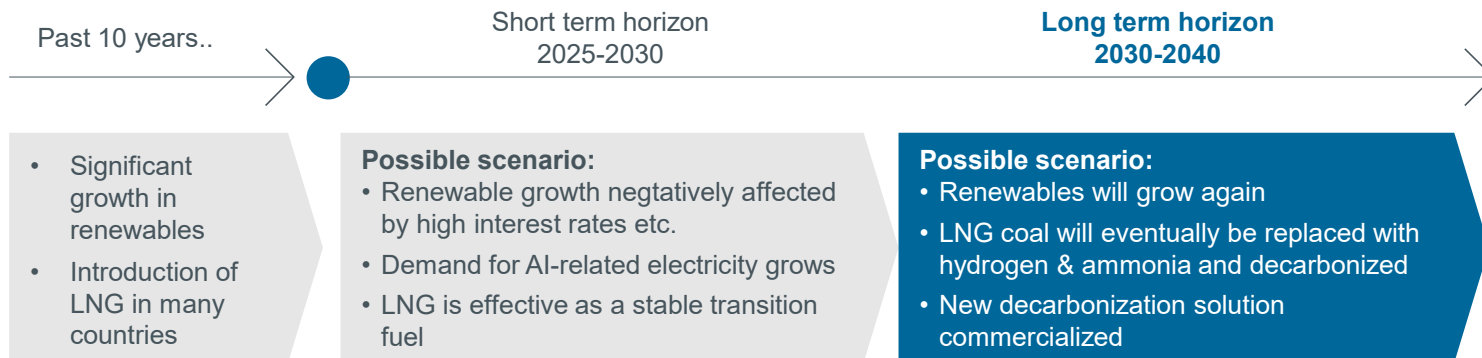 Past 10 years..
Short term horizon
2025-2030
Long term horizon
2030-2040
• Significant
growth in
renewables
• Introduction of
LNG in many
countries
Possible scenario:
• Renewable growth negtatively affected
by high interest rates etc.
• Demand for AI-related electricity grows
• LNG is effective as a stable transition
fuel
Possible scenario:
• Renewables will grow again
• LNG coal will eventually be replaced with
hydrogen & ammonia and decarbonized
• New decarbonization solution
commercialized